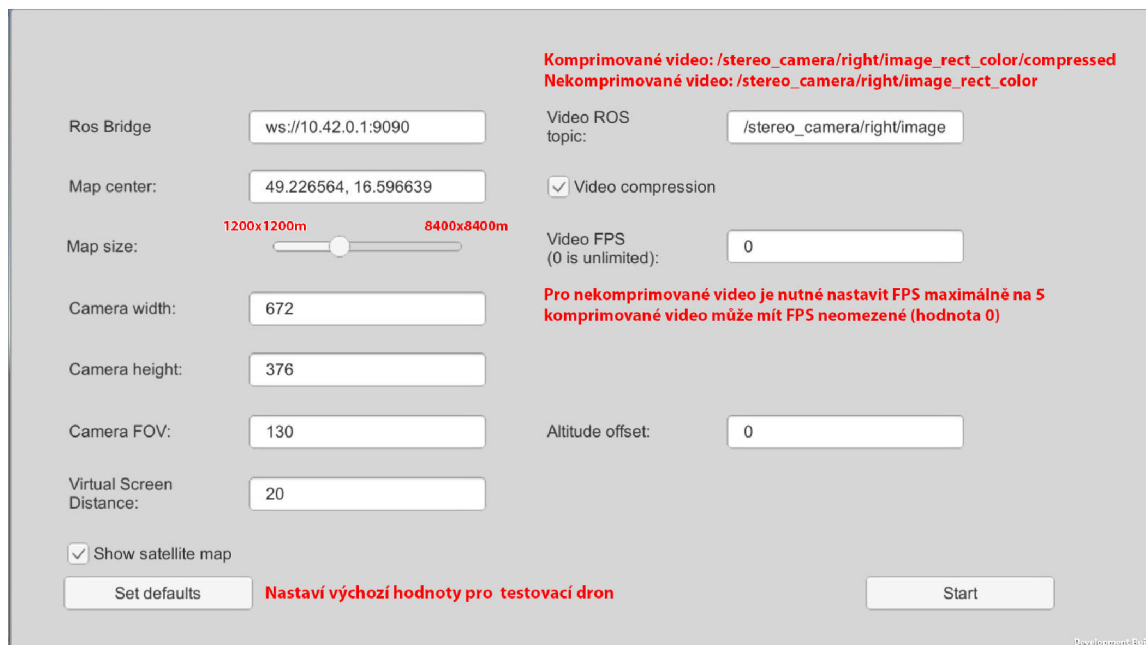 Komprimované video: /stereo_camera/right/image_rect_color/compressed
Nekomprimované video: /stereo_camera/right/image_rect_color
Ros Bridge
ws://10.42.0.1:9090
Video ROS
topic:
/stereo_camera/right/image
Map center:
49.226564, 16.596639
Video compression
1200x1200m
8400x8400m
Map size:
Video FPS
(0 is unlimited):
0
Pro nekomprimované video je nutné nastavit FPS maximálně na 5
komprimované video může mít FPS neomezené (hodnota 0)
Camera width:
672
Camera height:
376
Camera FOV:
130
Altitude offset:
0
Virtual Screen
Distance:
20
Show satellite map
Set defaults
Nastaví výchozí hodnoty pro testovací dron
Start
Development